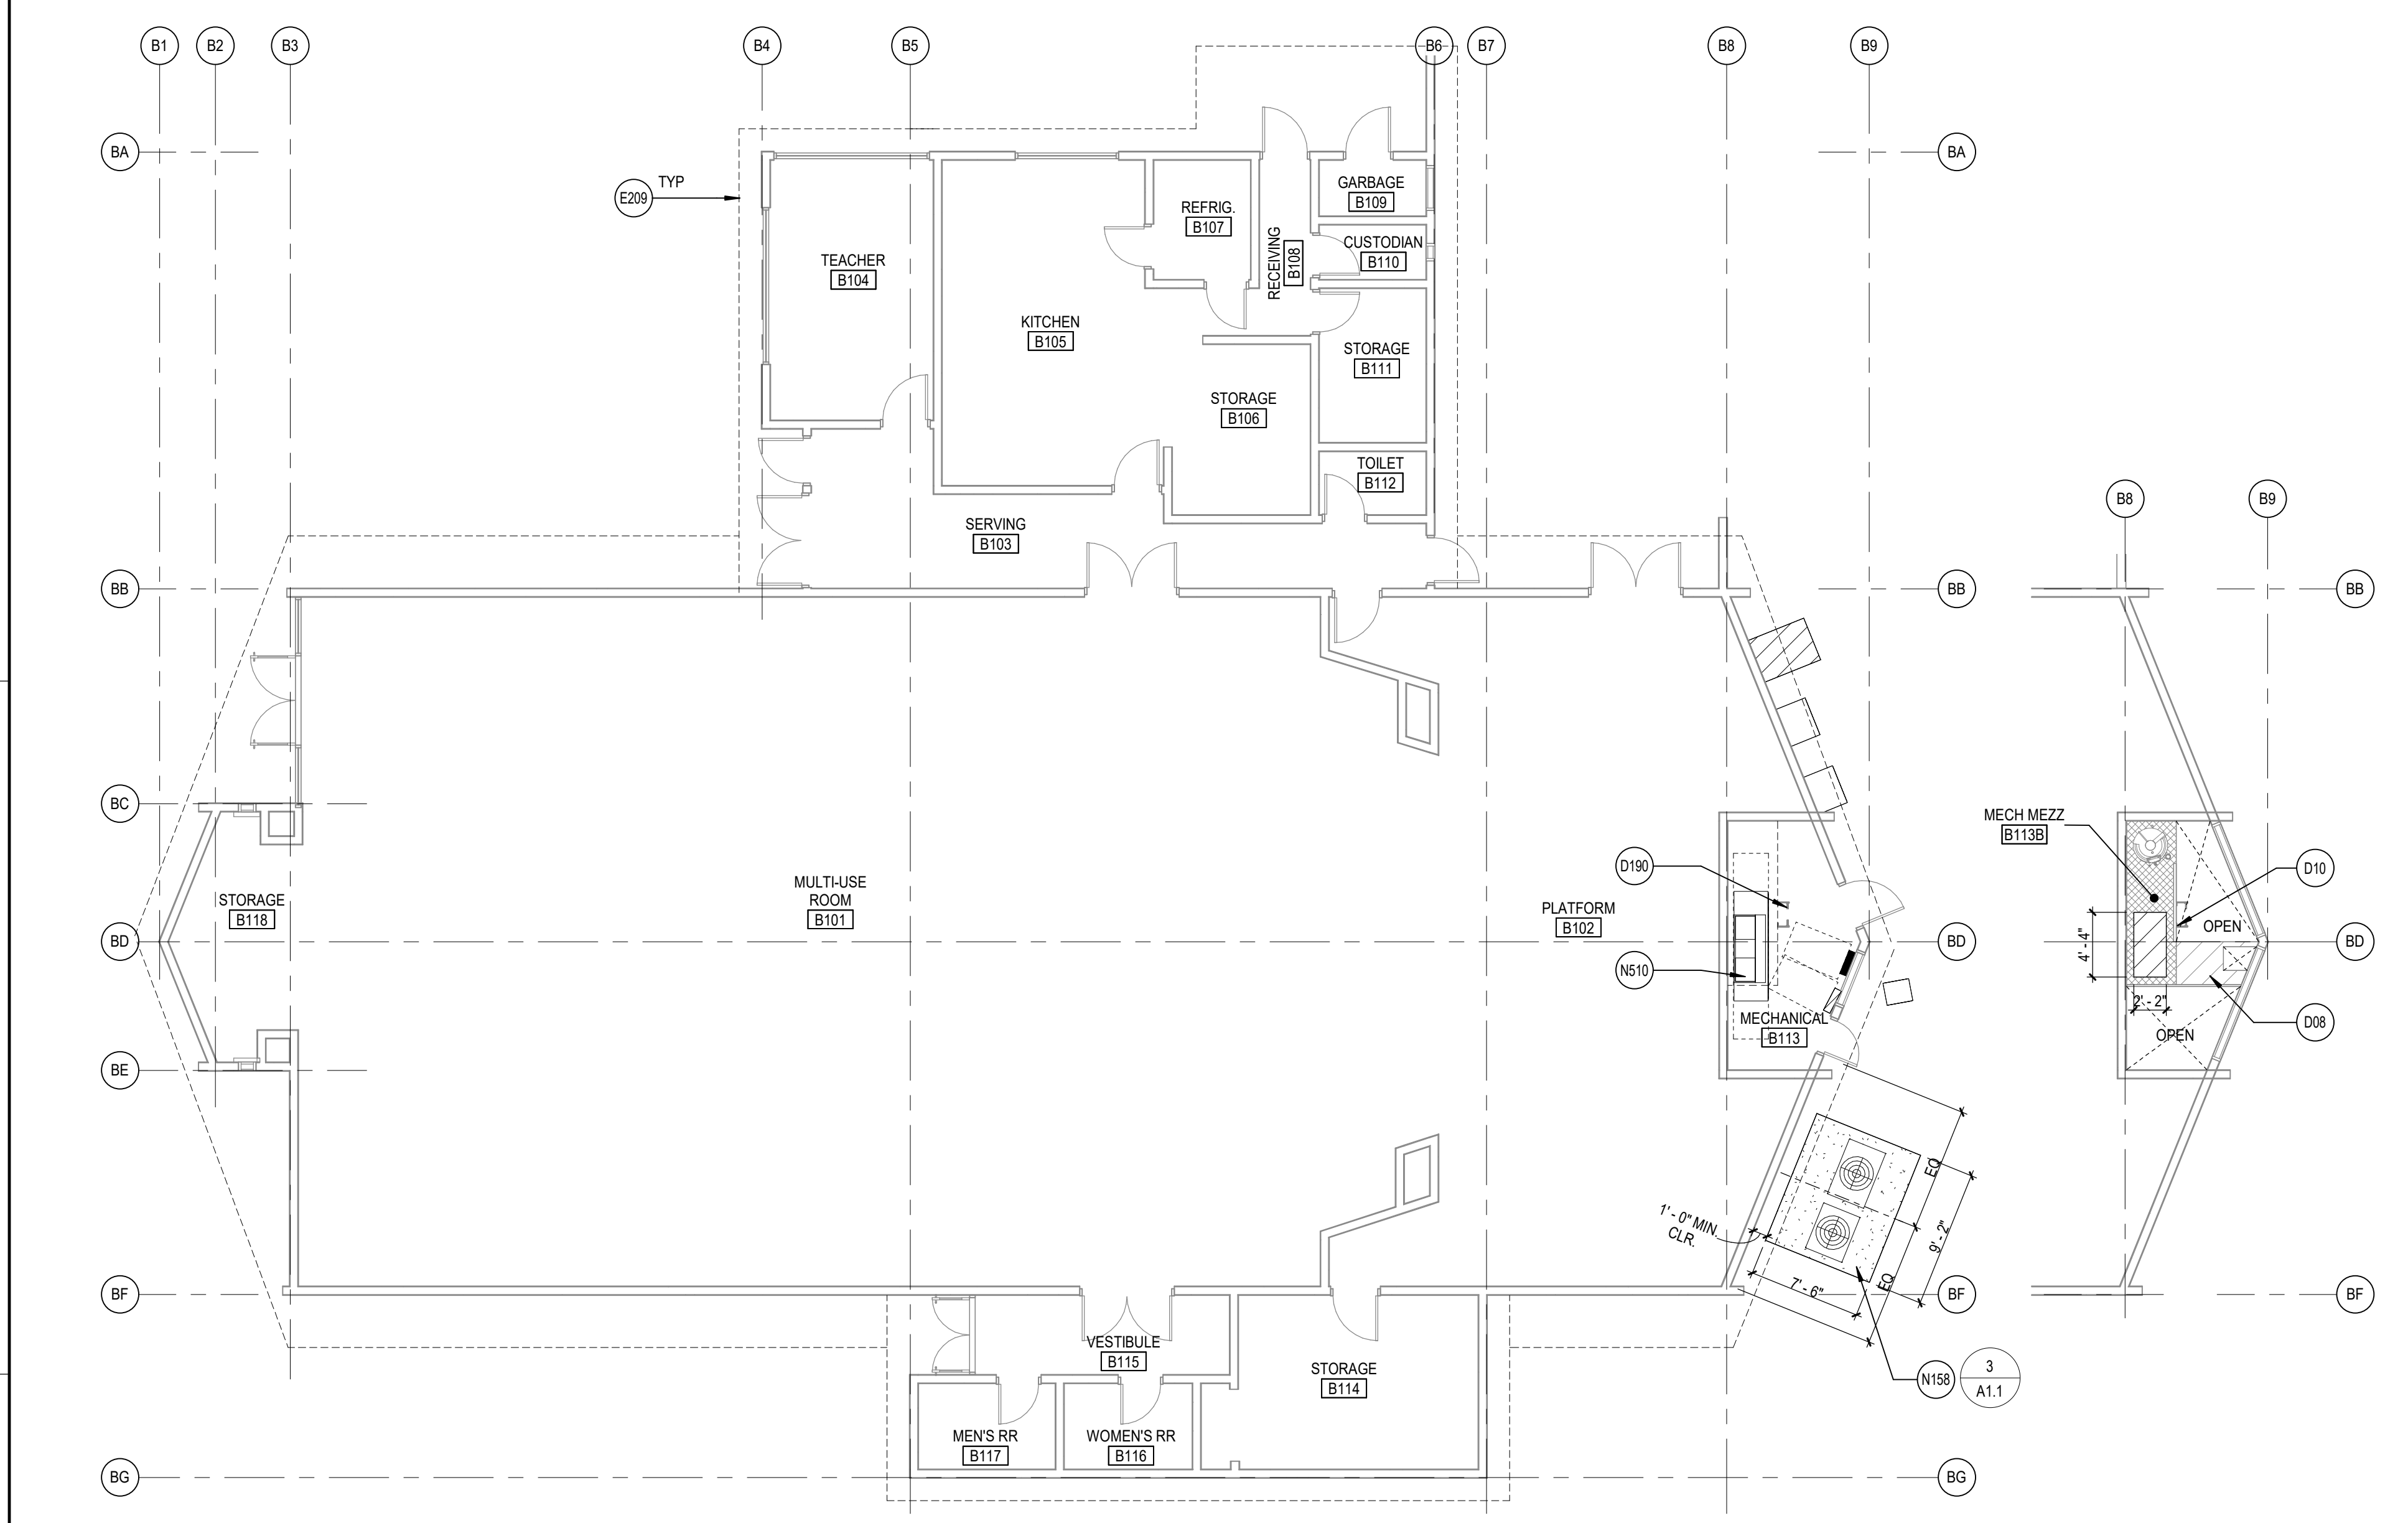 B1 B2 B3 B4 B5 B6 B7 B8 B9
BA BA
E209 TYP
GARBAGE
B109
REFRIG.
B107
CUSTODIAN
B110
RECEIVING
B108
TEACHER
B104
KITCHEN
B105
STORAGE
B111
STORAGE
B106
TOILET
B112
SERVING
B103
B8 B9
BB BB BB
BC
MECH MEZZ
B113B
D190
D10
MULTI-USE
ROOM
B101
STORAGE
B118
PLATFORM
B102
OPEN
BD BD BD
4' - 4"
N510
2' - 2"
D08
MECHANICAL
B113
OPEN
BE
EQ
1' - 0" MIN.
CLR.
9' - 2"
7' - 6"
EQ
BF BF BF
VESTIBULE
B115
STORAGE
B114
N158
3
A1.1
MEN'S RR
B117
WOMEN'S RR
B116
BG BG